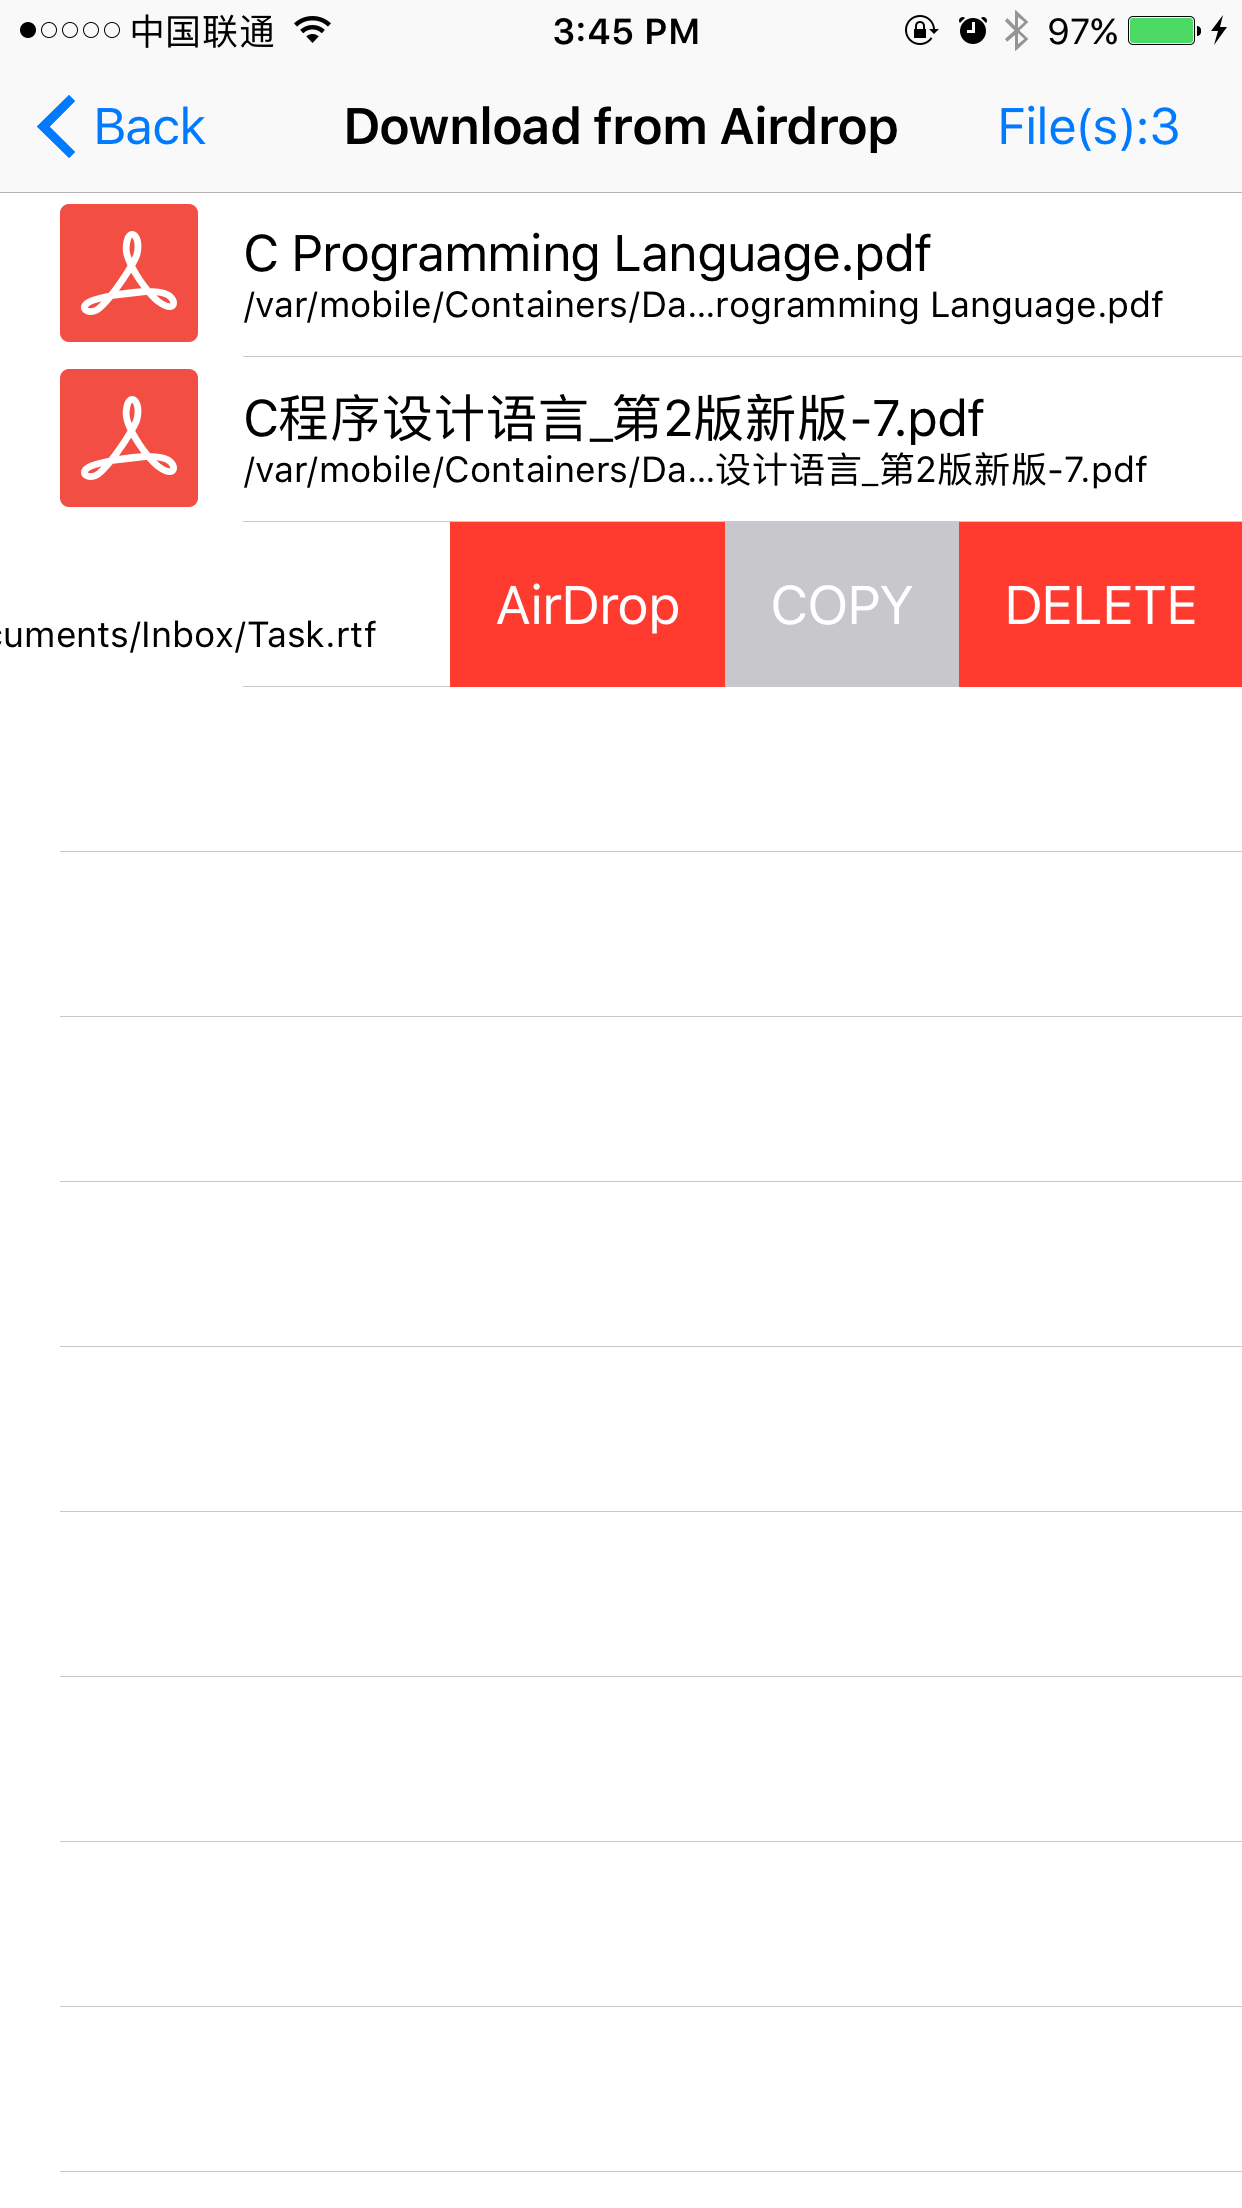 中国联通 3:45 PM 97%
Back Download from Airdrop File(s):3
C Programming Language.pdf
/var/mobile/Containers/Da...rogramming Language.pdf
C程序设计语言_第2版新版-7.pdf
/var/mobile/Containers/Da...设计语言_第2版新版-7.pdf
AirDrop COPY DELETE
cuments/Inbox/Task.rtf